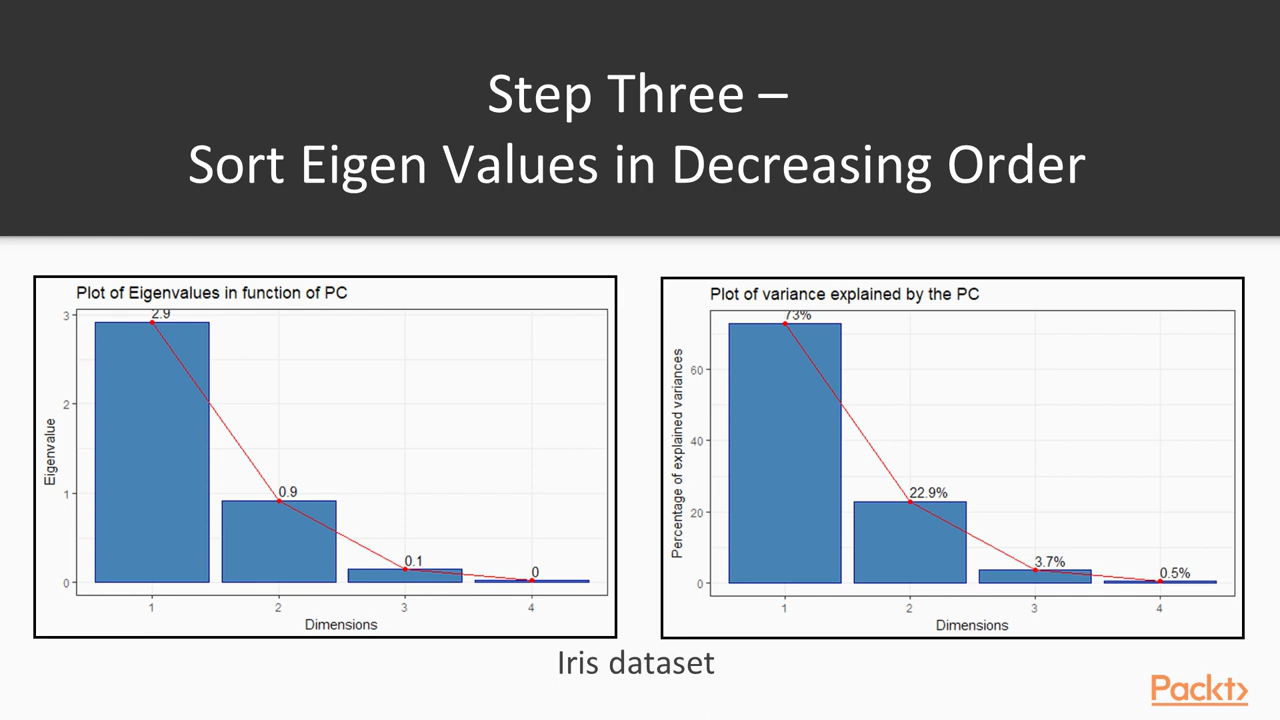 Step Three –
Sort Eigen Values in Decreasing Order
Plot of Eigenvalues in function of PC
3
2
1
0
Eigenvalue
2.9
0.9
0.1
0
1 2 3 4
Dimensions
Plot of variance explained by the PC
60
40
20
0
Percentage of explained variances
73%
22.9%
3.7%
0.5%
1 2 3 4
Dimensions
Iris dataset
Packt>